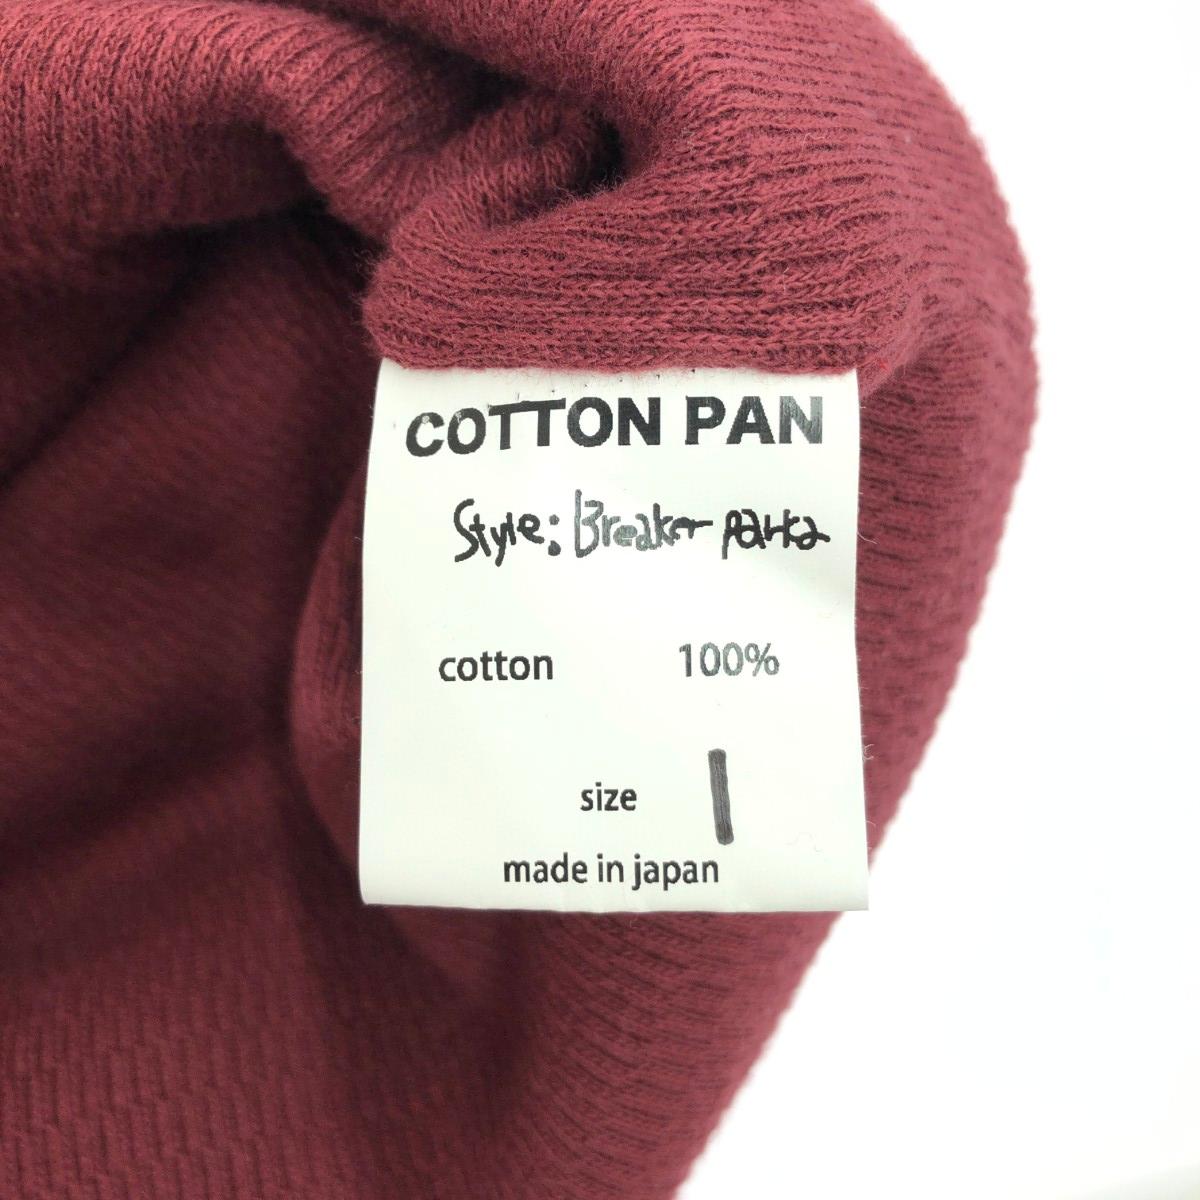 COTTON PAN
Style: Breaker parka
cotton 100%
size 1
made in japan